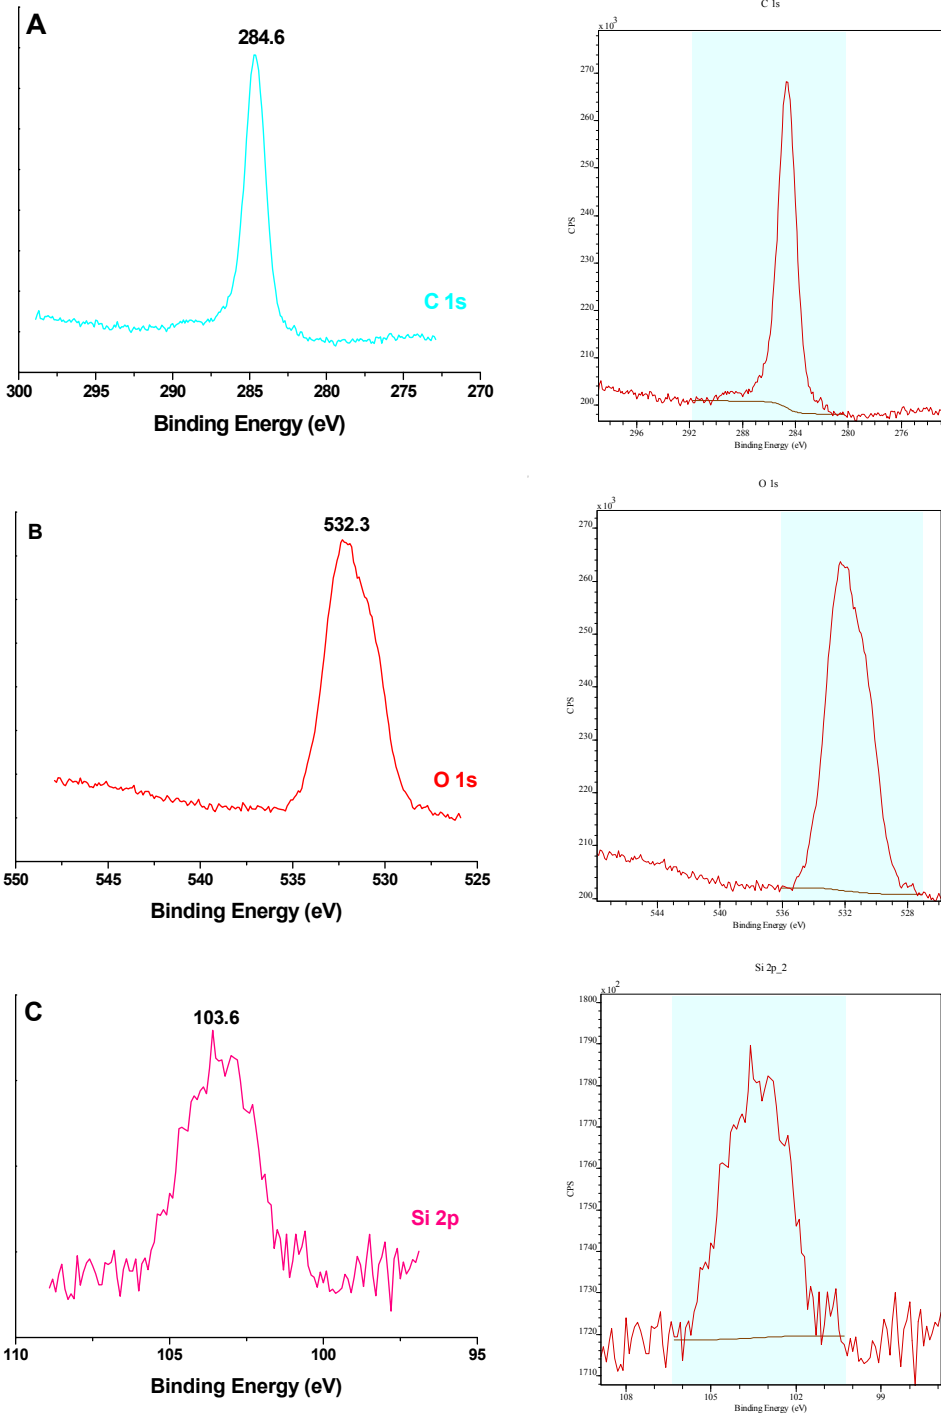 A
284.6
C 1s
300 295 290 285 280 275 270
Binding Energy (eV)
C 1s
x 10^3
270
260
240
230
220
210
200
CPS
296 292 288 284 280 276
Binding Energy (eV)
B
532.3
O 1s
550 545 540 535 530 525
Binding Energy (eV)
O 1s
x 10^3
270
260
250
240
230
220
210
200
CPS
544 540 536 532 528
Binding Energy (eV)
C
103.6
Si 2p
110 105 100 95
Binding Energy (eV)
Si 2p_2
x 10^2
1800
1790
1780
1770
1760
1750
1740
1730
1720
1710
CPS
108 105 102 99
Binding Energy (eV)